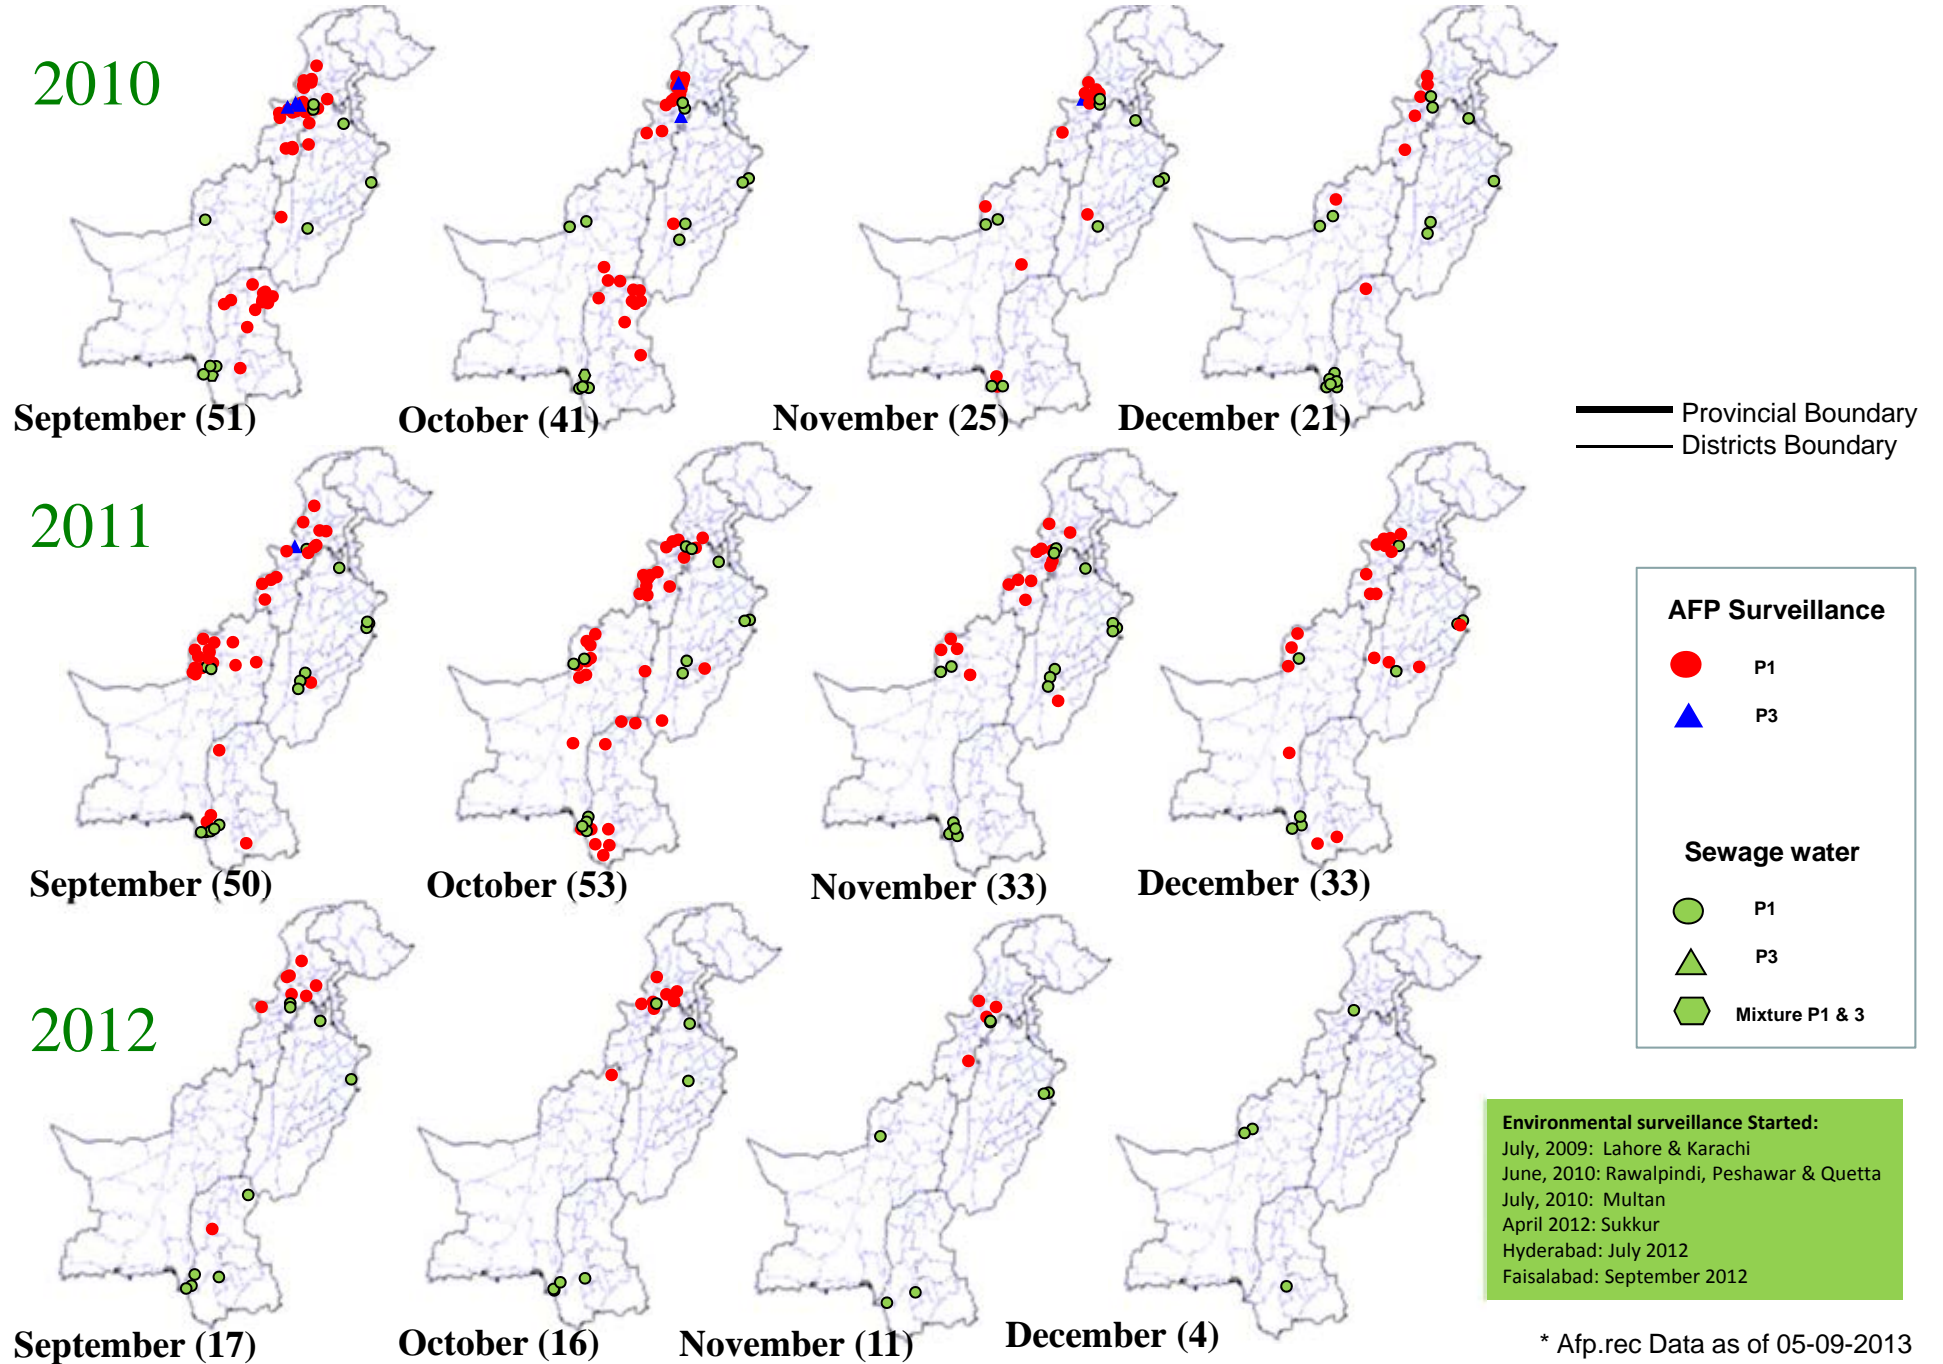 2010
September (51)
October (41)
November (25)
December (21)
Provincial Boundary
Districts Boundary
2011
September (50)
October (53)
November (33)
December (33)
AFP Surveillance
P1
P3
Sewage water
P1
P3
Mixture P1 & 3
2012
September (17)
October (16)
November (11)
December (4)
Environmental surveillance Started:
July, 2009: Lahore & Karachi
June, 2010: Rawalpindi, Peshawar & Quetta
July, 2010: Multan
April 2012: Sukkur
Hyderabad: July 2012
Faisalabad: September 2012
* Afp.rec Data as of 05-09-2013